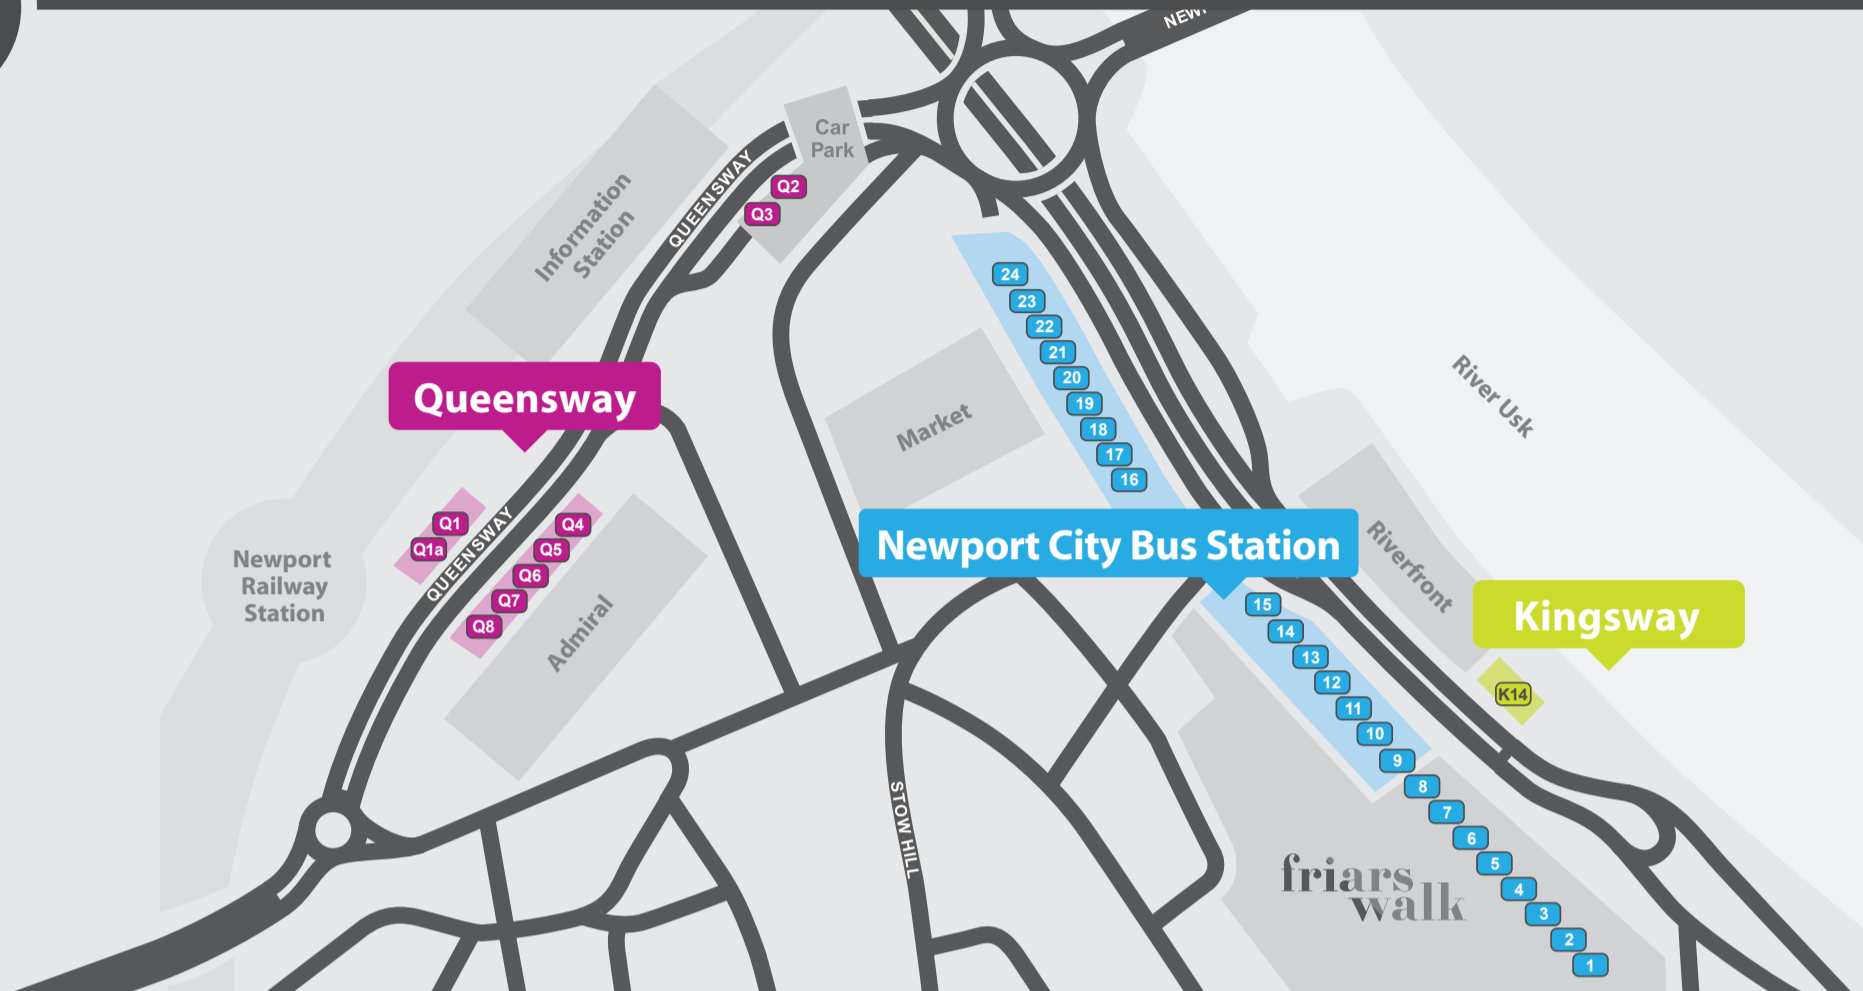 NEW
Car
Park
QUEENSWAY
Q2
Q3
Information
Station
24
23
22
21
20
19
18
17
16
Market
River Usk
Queensway
Q1
Q1a
QUEENSWAY
Q4
Q5
Q6
Q7
Q8
Admiral
Newport
Railway
Station
Newport City Bus Station
Riverfront
Kingsway
K14
15
14
13
12
11
10
9
8
7
6
5
4
3
2
1
STOW HILL
friars
walk